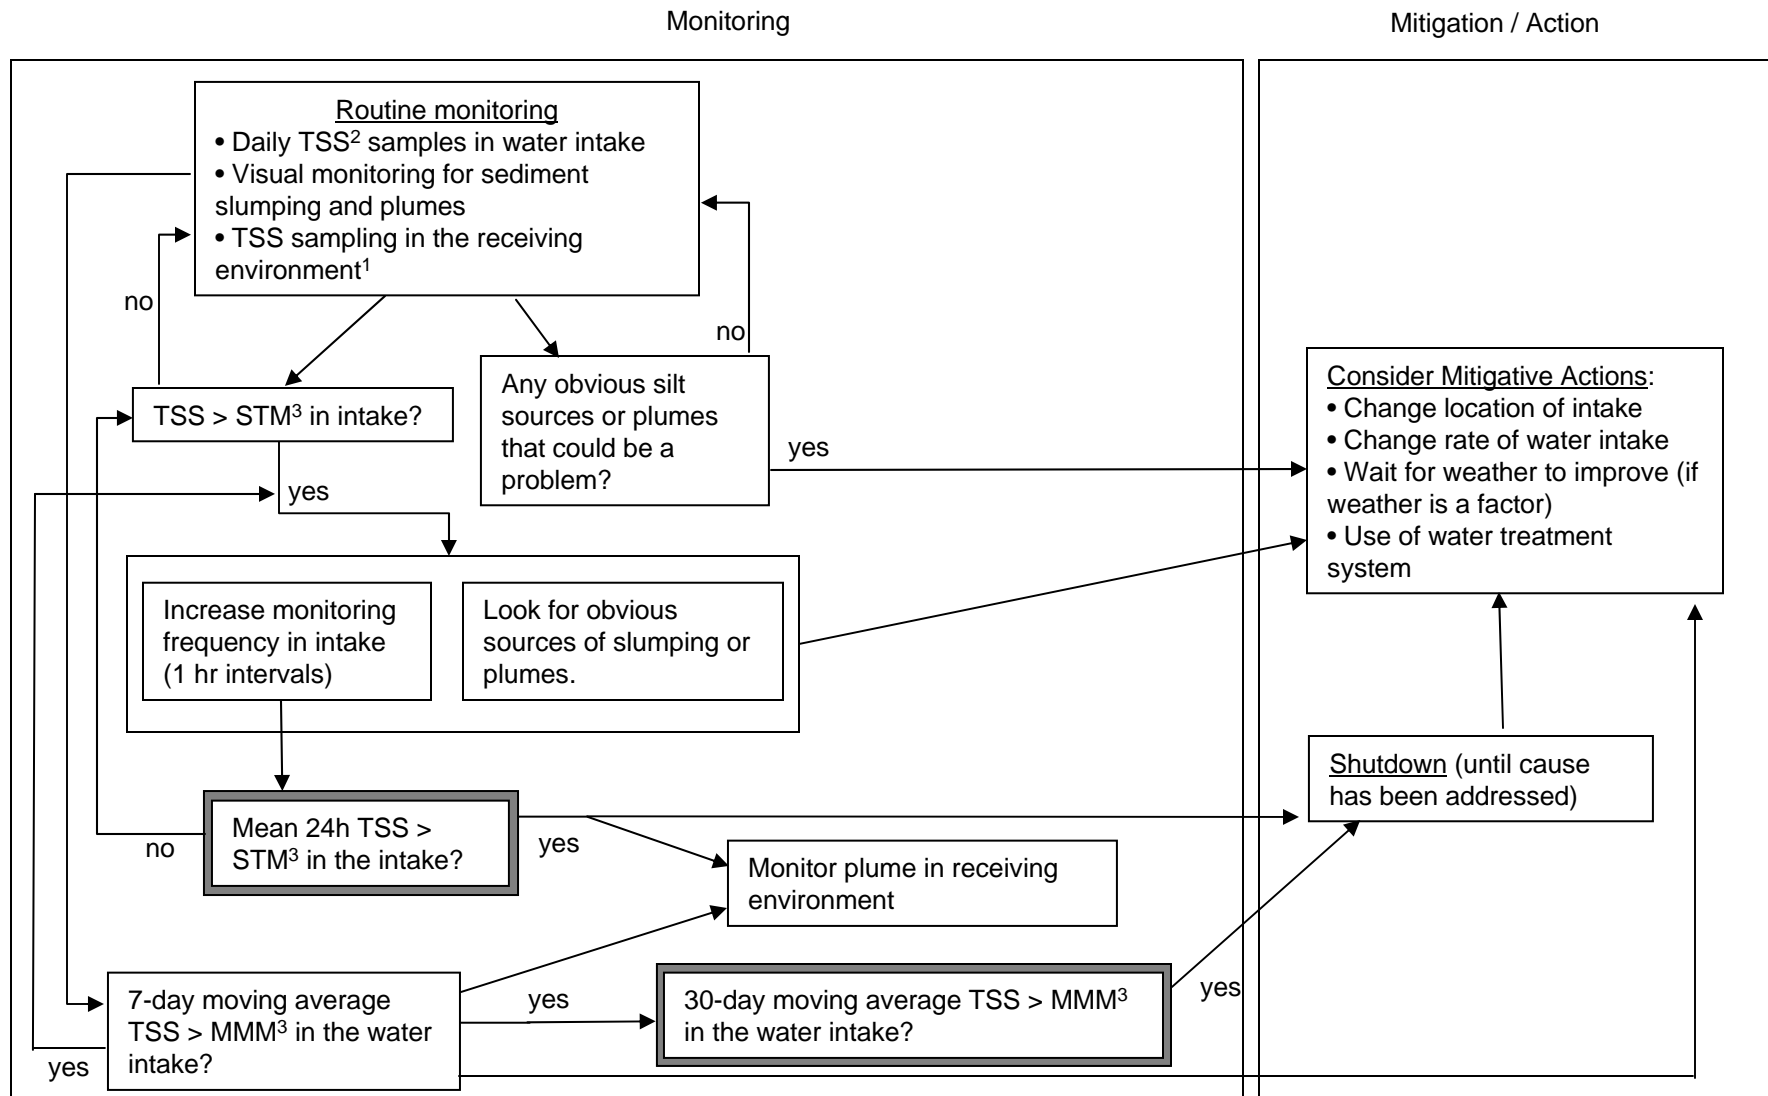 Monitoring
Mitigation / Action
Routine monitoring
• Daily TSS² samples in water intake
• Visual monitoring for sediment
slumping and plumes
• TSS sampling in the receiving
environment¹
no
no
TSS > STM³ in intake?
Any obvious silt
sources or plumes
that could be a
problem?
yes
yes
Consider Mitigative Actions:
• Change location of intake
• Change rate of water intake
• Wait for weather to improve (if
weather is a factor)
• Use of water treatment
system
Increase monitoring
frequency in intake
(1 hr intervals)
Look for obvious
sources of slumping or
plumes.
Shutdown (until cause
has been addressed)
Mean 24h TSS >
STM³ in the intake?
no
yes
Monitor plume in receiving
environment
7-day moving average
TSS > MMM³ in the water
intake?
yes
yes
30-day moving average TSS > MMM³
in the water intake?
yes